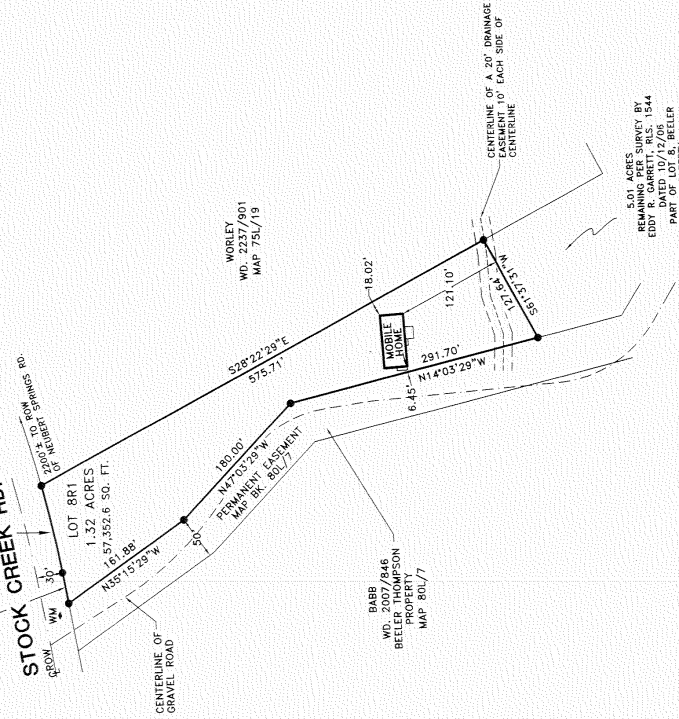 STOCK CREEK RD.
CROW
℄
WM
30'
2200'± TO ROW
OF NEUBERT SPRINGS RD.
LOT 8R1
1.32 ACRES
57,352.6 SQ. FT.
161.88'
N35°15'29"W
50'
180.00'
N47°03'29"W
PERMANENT EASEMENT
MAP BK. 80L/7
CENTERLINE OF
GRAVEL ROAD
S28°22'29"E
575.71'
WORLEY
WD. 2237/901
MAP 75L/19
18.02'
MOBILE
HOME
6.45'
291.70'
N14°03'29"W
121.10'
127.64'
S61°37'31"W
CENTERLINE OF A 20' DRAINAGE
EASEMENT 10' EACH SIDE OF
CENTERLINE
BABB
WD. 2007/846
BEELER THOMPSON
PROPERTY
MAP 80L/7
5.01 ACRES
REMAINING PER SURVEY BY
EDDY R. GARRETT, RLS. 1544
DATED 10/12/06
PART OF LOT 8, BEELER